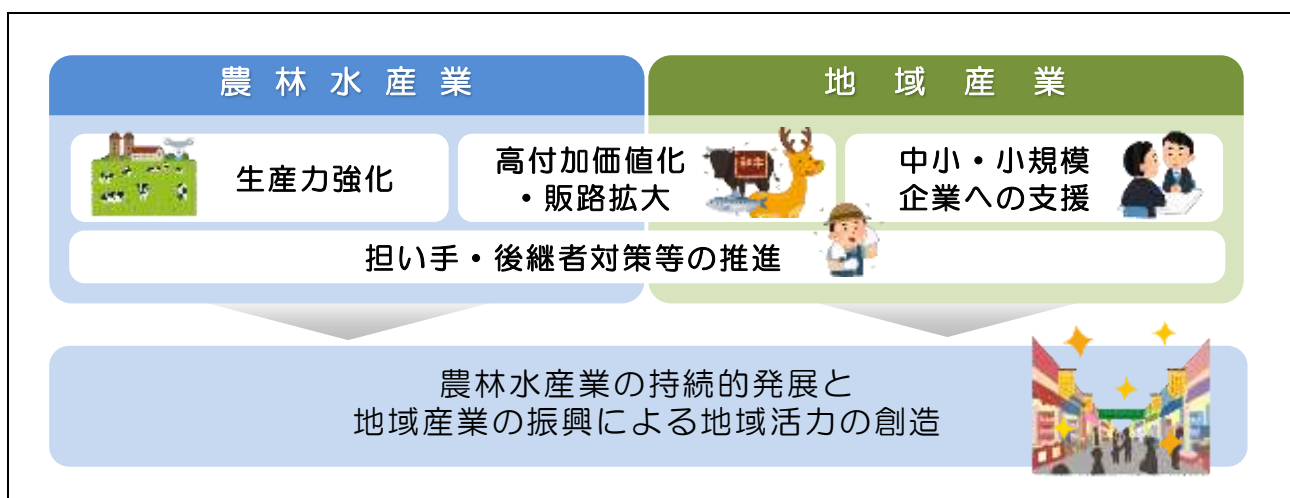 農林水産業
地域産業
生産力強化
高付加価値化
・販路拡大
和牛
中小・小規模
企業への支援
担い手・後継者対策等の推進
農林水産業の持続的発展と
地域産業の振興による地域活力の創造